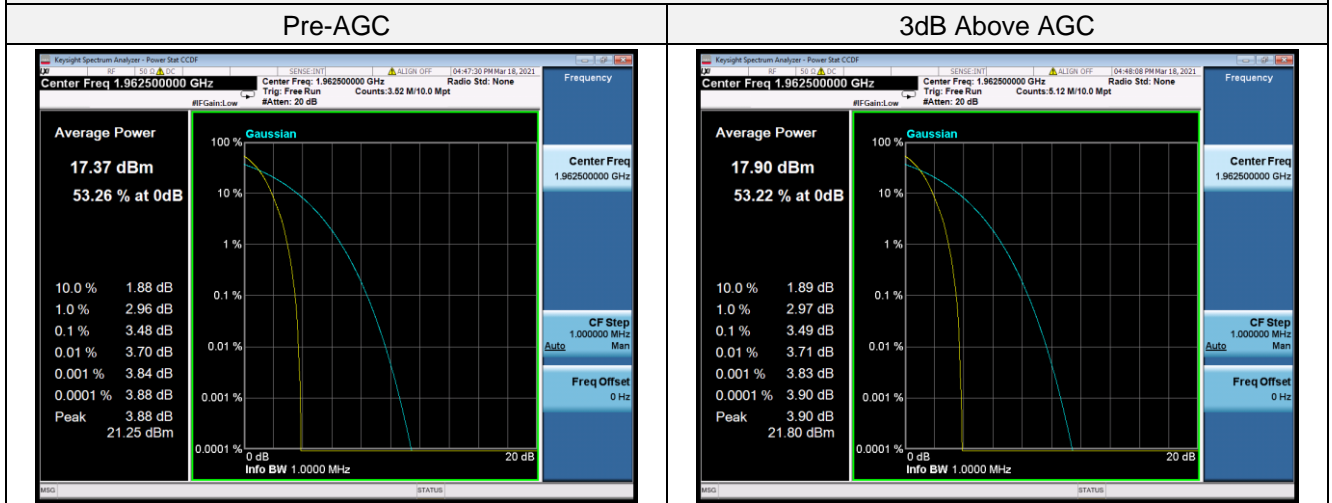 Pre-AGC
3dB Above AGC
Keysight Spectrum Analyzer - Power Stat CCDF
LXI RF 50 Ω DC SENSE:INT ALIGN OFF 04:47:30 PM Mar 18, 2021
Center Freq 1.962500000 GHz
Center Freq: 1.962500000 GHz Radio Std: None
Trig: Free Run Counts:3.52 M/10.0 Mpt
#IFGain:Low #Atten: 20 dB
Frequency
Average Power
17.37 dBm
53.26 % at 0dB
10.0 % 1.88 dB
1.0 % 2.96 dB
0.1 % 3.48 dB
0.01 % 3.70 dB
0.001 % 3.84 dB
0.0001 % 3.88 dB
Peak 3.88 dB
21.25 dBm
Gaussian
100 %
10 %
1 %
0.1 %
0.01 %
0.001 %
0.0001 %
0 dB 20 dB
Info BW 1.0000 MHz
Center Freq
1.962500000 GHz
CF Step
1.000000 MHz
Auto Man
Freq Offset
0 Hz
MSG STATUS
Keysight Spectrum Analyzer - Power Stat CCDF
LXI RF 50 Ω DC SENSE:INT ALIGN OFF 04:48:08 PM Mar 18, 2021
Center Freq 1.962500000 GHz
Center Freq: 1.962500000 GHz Radio Std: None
Trig: Free Run Counts:5.12 M/10.0 Mpt
#IFGain:Low #Atten: 20 dB
Frequency
Average Power
17.90 dBm
53.22 % at 0dB
10.0 % 1.89 dB
1.0 % 2.97 dB
0.1 % 3.49 dB
0.01 % 3.71 dB
0.001 % 3.83 dB
0.0001 % 3.90 dB
Peak 3.90 dB
21.80 dBm
Gaussian
100 %
10 %
1 %
0.1 %
0.01 %
0.001 %
0.0001 %
0 dB 20 dB
Info BW 1.0000 MHz
Center Freq
1.962500000 GHz
CF Step
1.000000 MHz
Auto Man
Freq Offset
0 Hz
MSG STATUS